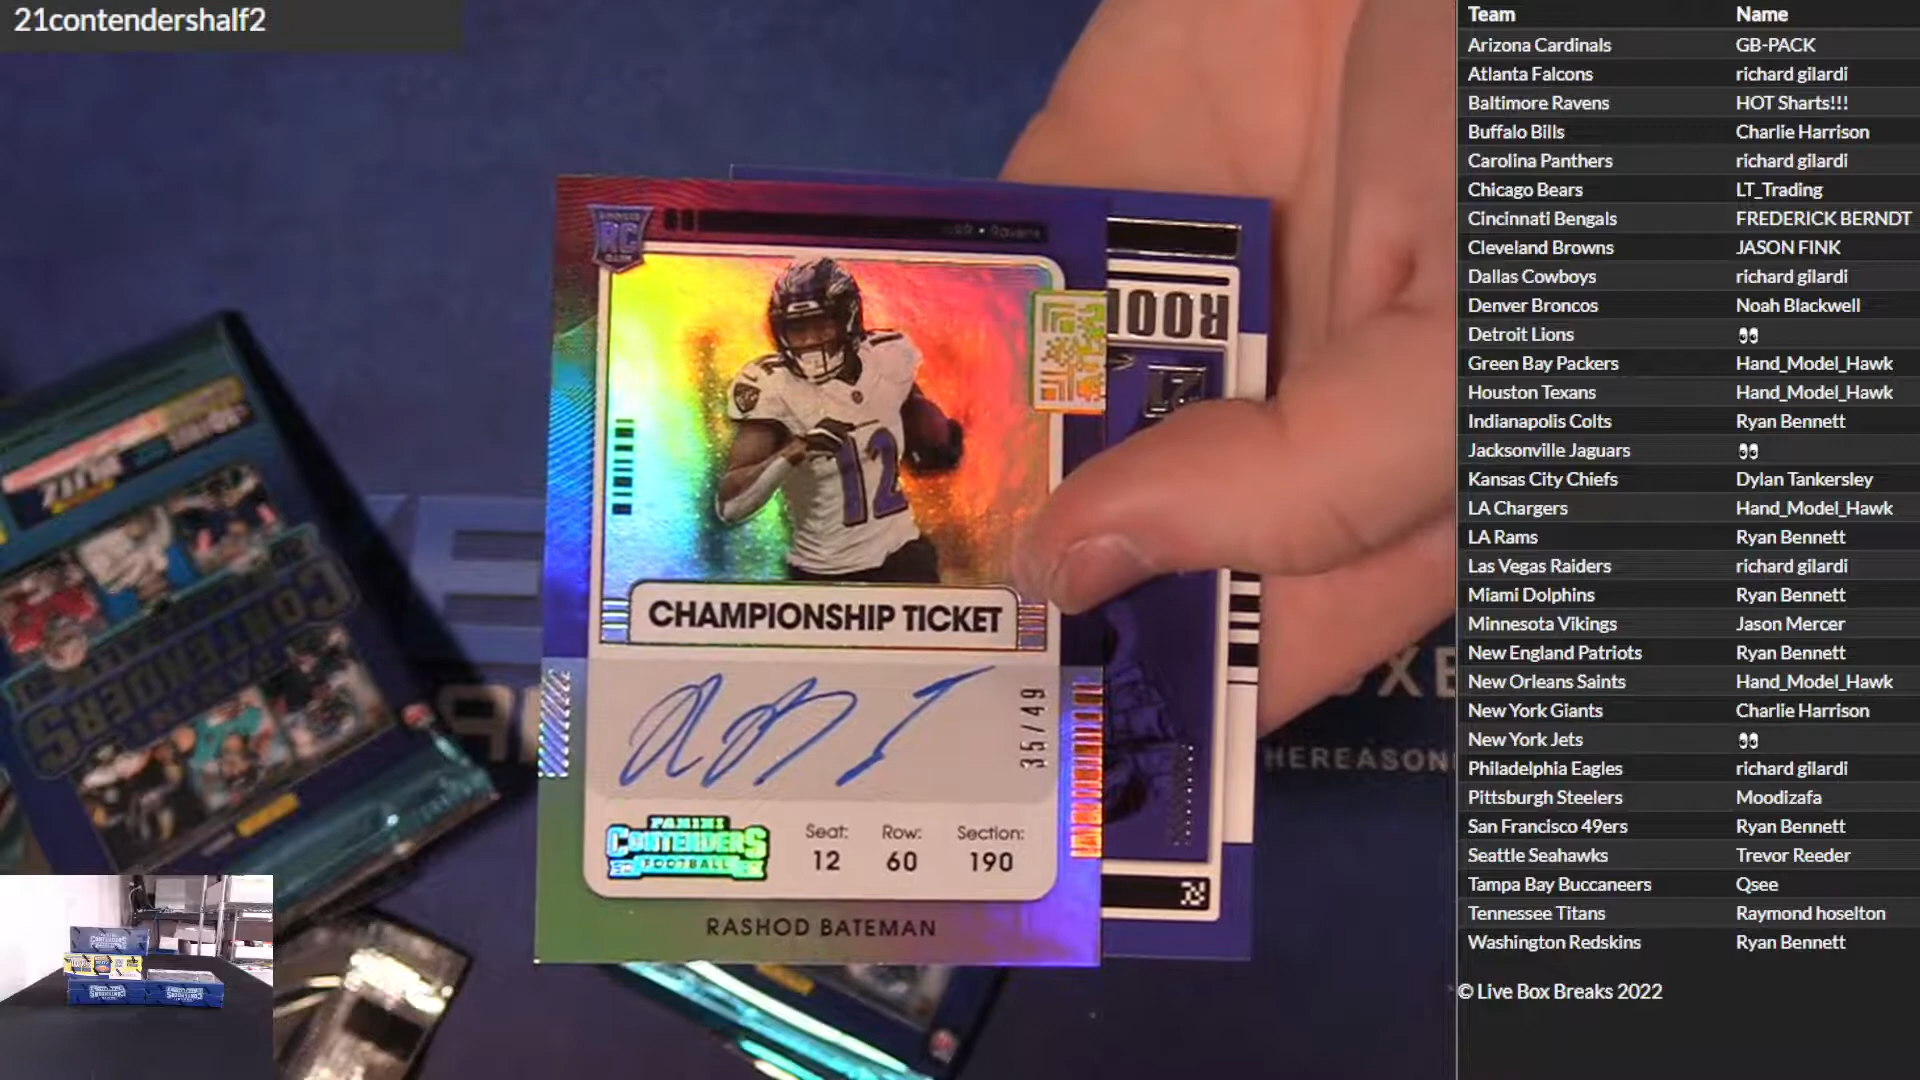 21contendershalf2
Team Name
Arizona Cardinals GB-PACK
Atlanta Falcons richard gilardi
Baltimore Ravens HOT Sharts!!!
Buffalo Bills Charlie Harrison
Carolina Panthers richard gilardi
Chicago Bears LT_Trading
Cincinnati Bengals FREDERICK BERNDT
Cleveland Browns JASON FINK
Dallas Cowboys richard gilardi
Denver Broncos Noah Blackwell
Detroit Lions 👀
Green Bay Packers Hand_Model_Hawk
Houston Texans Hand_Model_Hawk
Indianapolis Colts Ryan Bennett
Jacksonville Jaguars 👀
Kansas City Chiefs Dylan Tankersley
LA Chargers Hand_Model_Hawk
LA Rams Ryan Bennett
Las Vegas Raiders richard gilardi
Miami Dolphins Ryan Bennett
Minnesota Vikings Jason Mercer
New England Patriots Ryan Bennett
New Orleans Saints Hand_Model_Hawk
New York Giants Charlie Harrison
New York Jets 👀
Philadelphia Eagles richard gilardi
Pittsburgh Steelers Moodizafa
San Francisco 49ers Ryan Bennett
Seattle Seahawks Trevor Reeder
Tampa Bay Buccaneers Qsee
Tennessee Titans Raymond hoselton
Washington Redskins Ryan Bennett
© Live Box Breaks 2022
RC
Ravens
ROO
CHAMPIONSHIP TICKET
35/49
PANINI
CONTENDERS
FOOTBALL
Seat: Row: Section:
12 60 190
RASHOD BATEMAN
HEREASON
PANINI
CONTENDERS